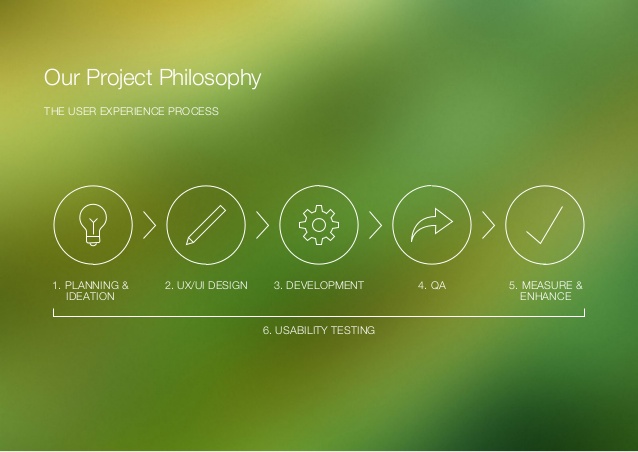 Our Project Philosophy
THE USER EXPERIENCE PROCESS
1. PLANNING &
IDEATION
2. UX/UI DESIGN
3. DEVELOPMENT
4. QA
5. MEASURE &
ENHANCE
6. USABILITY TESTING